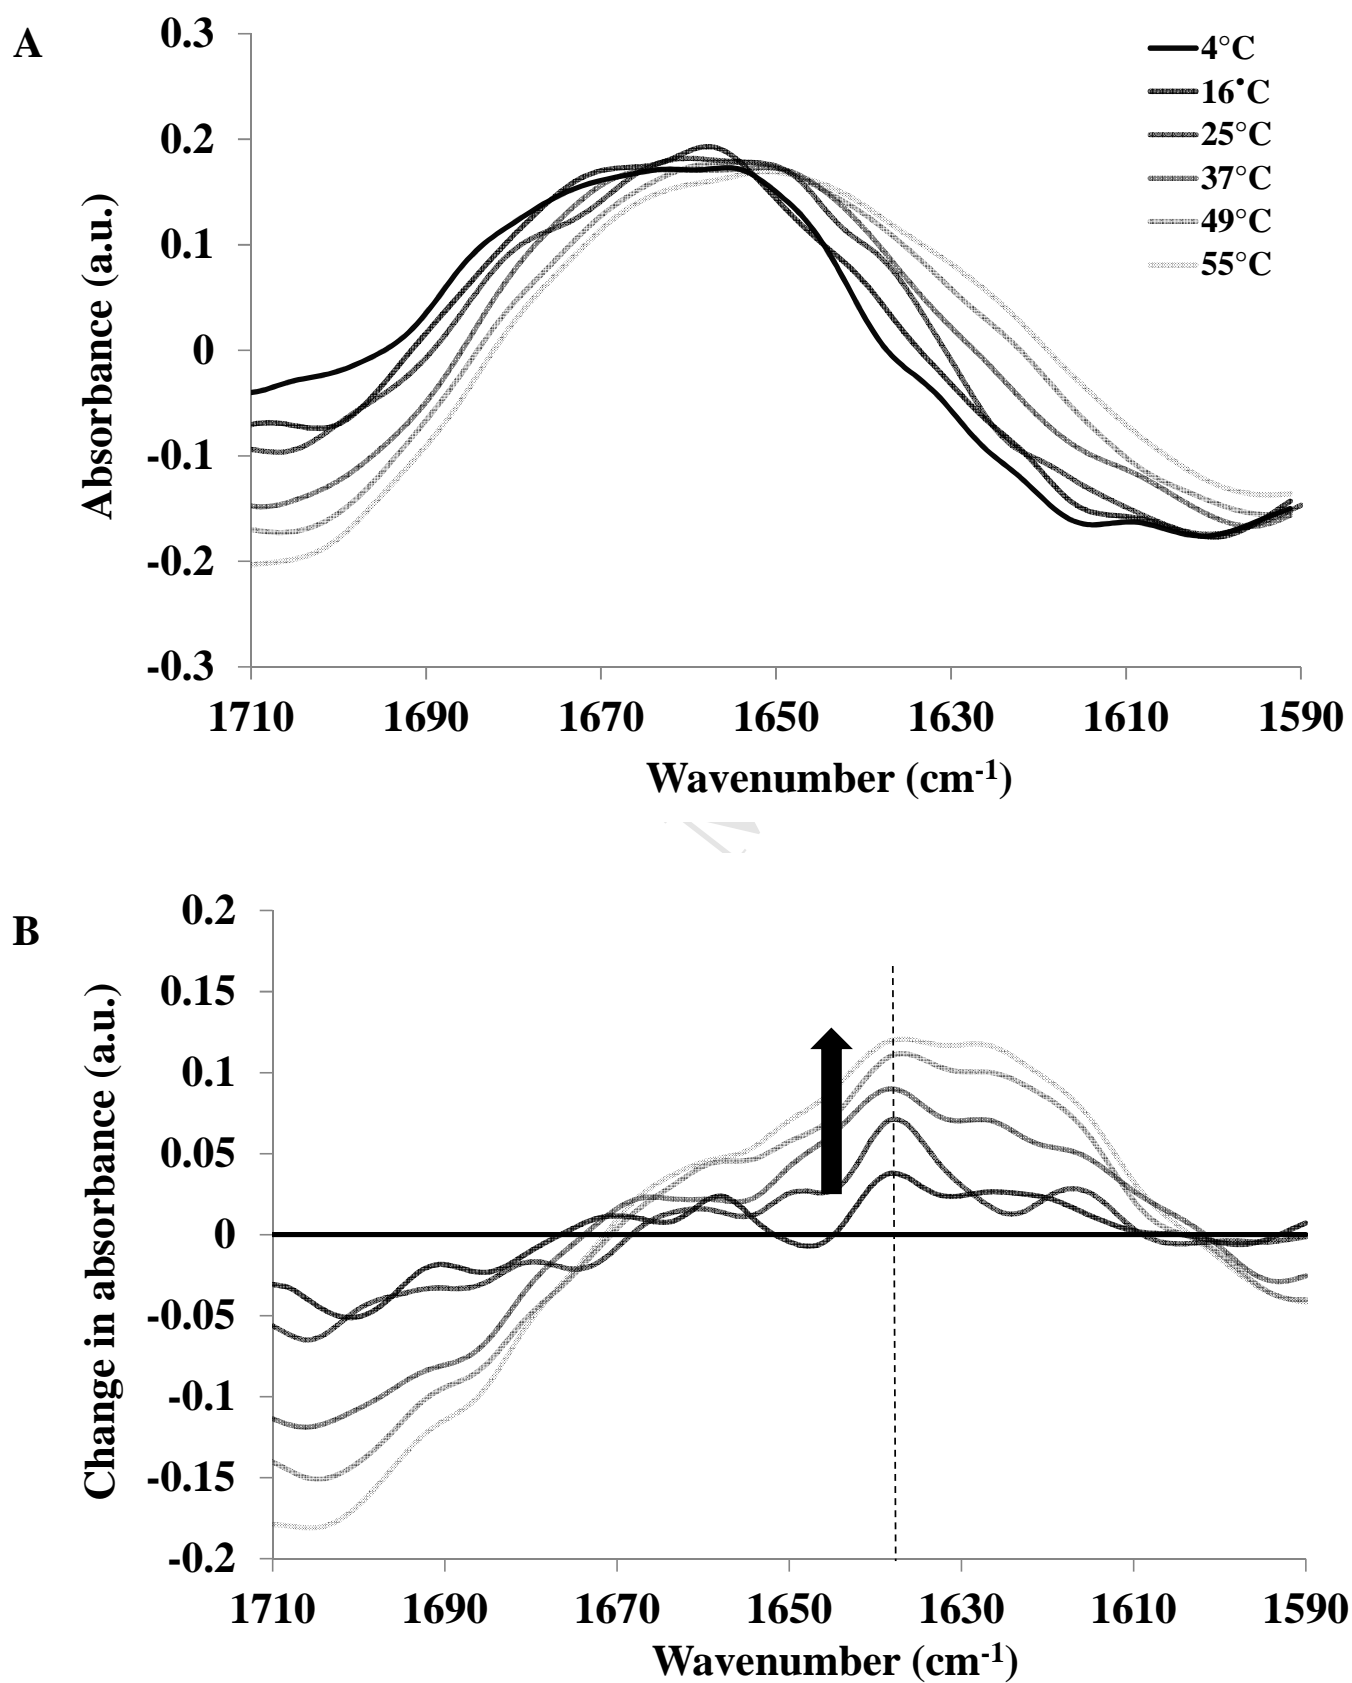 A
0.3
0.2
0.1
0
-0.1
-0.2
-0.3
Absorbance (a.u.)
4°C
16•C
25°C
37°C
49°C
55°C
1710 1690 1670 1650 1630 1610 1590
Wavenumber (cm-1)
B
0.2
0.15
0.1
0.05
0
-0.05
-0.1
-0.15
-0.2
Change in absorbance (a.u.)
1710 1690 1670 1650 1630 1610 1590
Wavenumber (cm-1)